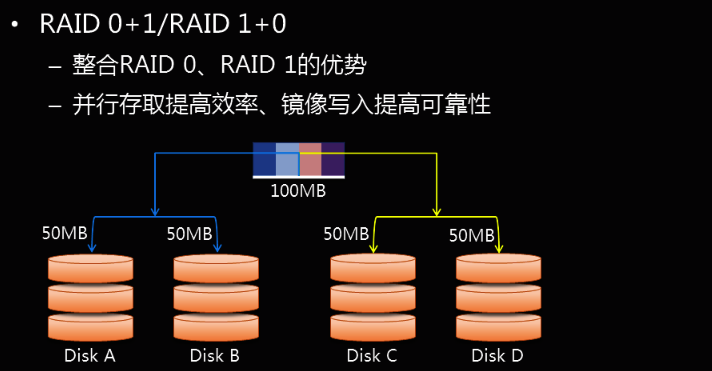 • RAID 0+1/RAID 1+0
– 整合RAID 0、RAID 1的优势
– 并行存取提高效率、镜像写入提高可靠性
100MB
50MB 50MB 50MB 50MB
Disk A Disk B Disk C Disk D